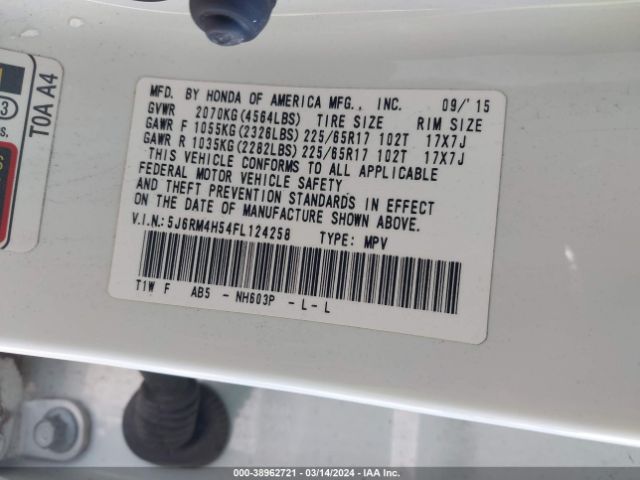 MFD. BY HONDA OF AMERICA MFG., INC. 09/'15
GVWR 2070KG(4564LBS) TIRE SIZE RIM SIZE
GAWR F 1055KG(2326LBS) 225/65R17 102T 17X7J
GAWR R 1035KG(2282LBS) 225/65R17 102T 17X7J
THIS VEHICLE CONFORMS TO ALL APPLICABLE
FEDERAL MOTOR VEHICLE SAFETY
AND THEFT PREVENTION STANDARDS IN EFFECT
ON THE DATE OF MANUFACTURE SHOWN ABOVE.
V.I.N.:5J6RM4H54FL124258 TYPE: MPV
T1W F AB5 - NH603P - L - L
T0A A4
3
000-38962721 - 03/14/2024 - IAA Inc.